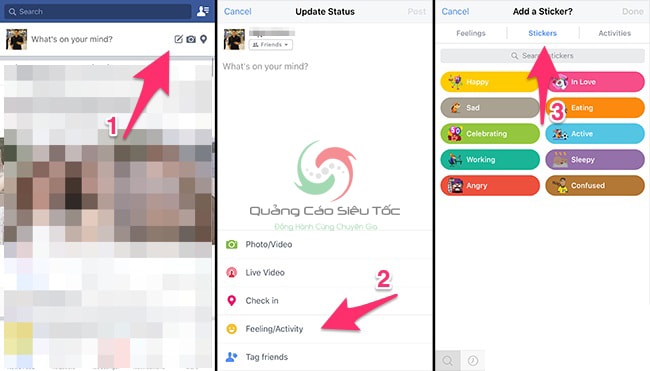 Search
What's on your mind?
1
Cancel
Update Status
Post
Friends
What's on your mind?
Quảng Cáo Siêu Tốc
Đồng Hành Cùng Chuyên Gia
Photo/Video
Live Video
Check in
2
Feeling/Activity
Tag friends
Cancel
Add a Sticker?
Done
Feelings
Stickers
Activities
Search Stickers
3
Happy
In Love
Sad
Eating
Celebrating
Active
Working
Sleepy
Angry
Confused